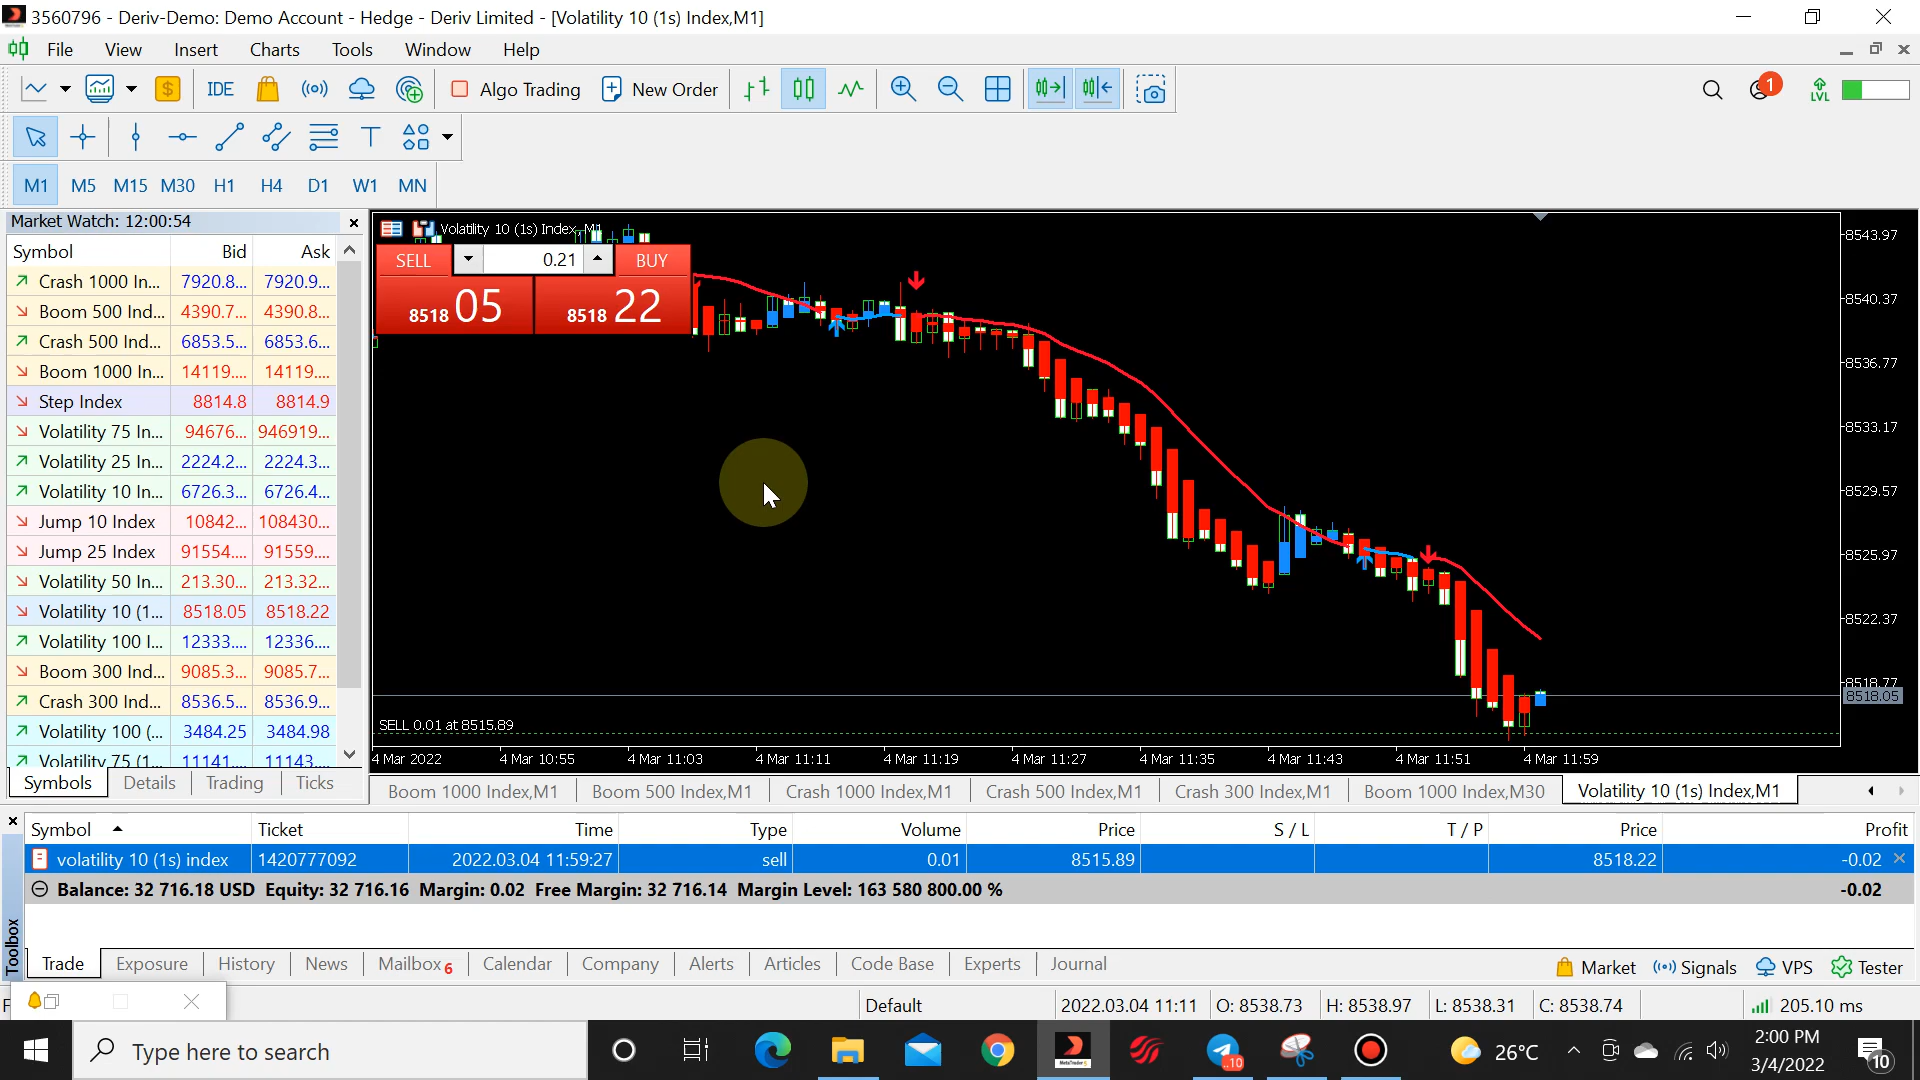 3560796 - Deriv-Demo: Demo Account - Hedge - Deriv Limited - [Volatility 10 (1s) Index,M1]
File View Insert Charts Tools Window Help
IDE Algo Trading New Order 1 LVL
M1 M5 M15 M30 H1 H4 D1 W1 MN
Market Watch: 12:00:54
Symbol Bid Ask
Crash 1000 In... 7920.8... 7920.9...
Boom 500 Ind... 4390.7... 4390.8...
Crash 500 Ind... 6853.5... 6853.6...
Boom 1000 In... 14119.... 14119....
Step Index 8814.8 8814.9
Volatility 75 In... 94676... 946919...
Volatility 25 In... 2224.2... 2224.3...
Volatility 10 In... 6726.3... 6726.4...
Jump 10 Index 10842... 108430...
Jump 25 Index 91554.... 91559....
Volatility 50 In... 213.30... 213.32...
Volatility 10 (1... 8518.05 8518.22
Volatility 100 I... 12333.... 12336....
Boom 300 Ind... 9085.3... 9085.7...
Crash 300 Ind... 8536.5... 8536.9...
Volatility 100 (... 3484.25 3484.98
Volatility 75 (1... 11141.... 11143....
Symbols Details Trading Ticks
Volatility 10 (1s) Index, M1
SELL 0.21 BUY
8518 05 8518 22
8543.97
8540.37
8536.77
8533.17
8529.57
8525.97
8522.37
8518.77
8518.05
SELL 0.01 at 8515.89
4 Mar 2022 4 Mar 10:55 4 Mar 11:03 4 Mar 11:11 4 Mar 11:19 4 Mar 11:27 4 Mar 11:35 4 Mar 11:43 4 Mar 11:51 4 Mar 11:59
Boom 1000 Index,M1 Boom 500 Index,M1 Crash 1000 Index,M1 Crash 500 Index,M1 Crash 300 Index,M1 Boom 1000 Index,M30 Volatility 10 (1s) Index,M1
Symbol Ticket Time Type Volume Price S / L T / P Price Profit
volatility 10 (1s) index 1420777092 2022.03.04 11:59:27 sell 0.01 8515.89 8518.22 -0.02
Balance: 32 716.18 USD Equity: 32 716.16 Margin: 0.02 Free Margin: 32 716.14 Margin Level: 163 580 800.00 % -0.02
Toolbox
Trade Exposure History News Mailbox 6 Calendar Company Alerts Articles Code Base Experts Journal Market Signals VPS Tester
F Default 2022.03.04 11:11 O: 8538.73 H: 8538.97 L: 8538.31 C: 8538.74 205.10 ms
Type here to search ..10 26°C 2:00 PM
3/4/2022 10